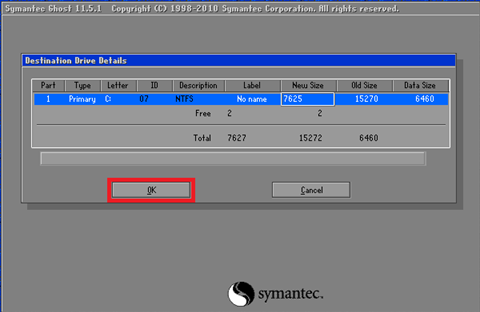 Symantec Ghost 11.5.1 Copyright (C) 1998-2010 Symantec Corporation. All rights reserved.
Destination Drive Details
Part Type Letter ID Description Label New Size Old Size Data Size
1 Primary C: 07 NTFS No name 7625 15270 6460
Free 2 2
Total 7627 15272 6460
OK Cancel
symantec.